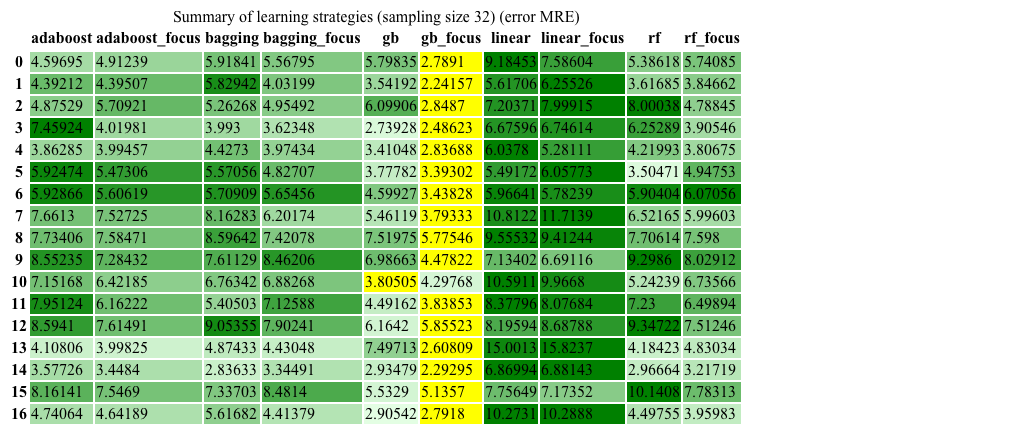 Summary of learning strategies (sampling size 32) (error MRE)
adaboost adaboost_focus bagging bagging_focus gb gb_focus linear linear_focus rf rf_focus
0 4.59695 4.91239 5.91841 5.56795 5.79835 2.7891 9.18453 7.58604 5.38618 5.74085
1 4.39212 4.39507 5.82942 4.03199 3.54192 2.24157 5.61706 6.25526 3.61685 3.84662
2 4.87529 5.70921 5.26268 4.95492 6.09906 2.8487 7.20371 7.99915 8.00038 4.78845
3 7.45924 4.01981 3.993 3.62348 2.73928 2.48623 6.67596 6.74614 6.25289 3.90546
4 3.86285 3.99457 4.4273 3.97434 3.41048 2.83688 6.0378 5.28111 4.21993 3.80675
5 5.92474 5.47306 5.57056 4.82707 3.77782 3.39302 5.49172 6.05773 3.50471 4.94753
6 5.92866 5.60619 5.70909 5.65456 4.59927 3.43828 5.96641 5.78239 5.90404 6.07056
7 7.6613 7.52725 8.16283 6.20174 5.46119 3.79333 10.8122 11.7139 6.52165 5.99603
8 7.73406 7.58471 8.59642 7.42078 7.51975 5.77546 9.55532 9.41244 7.70614 7.598
9 8.55235 7.28432 7.61129 8.46206 6.98663 4.47822 7.13402 6.69116 9.2986 8.02912
10 7.15168 6.42185 6.76342 6.88268 3.80505 4.29768 10.5911 9.9668 5.24239 6.73566
11 7.95124 6.16222 5.40503 7.12588 4.49162 3.83853 8.37796 8.07684 7.23 6.49894
12 8.5941 7.61491 9.05355 7.90241 6.1642 5.85523 8.19594 8.68788 9.34722 7.51246
13 4.10806 3.99825 4.87433 4.43048 7.49713 2.60809 15.0013 15.8237 4.18423 4.83034
14 3.57726 3.4484 2.83633 3.34491 2.93479 2.29295 6.86994 6.88143 2.96664 3.21719
15 8.16141 7.5469 7.33703 8.4814 5.5329 5.1357 7.75649 7.17352 10.1408 7.78313
16 4.74064 4.64189 5.61682 4.41379 2.90542 2.7918 10.2731 10.2888 4.49755 3.95983